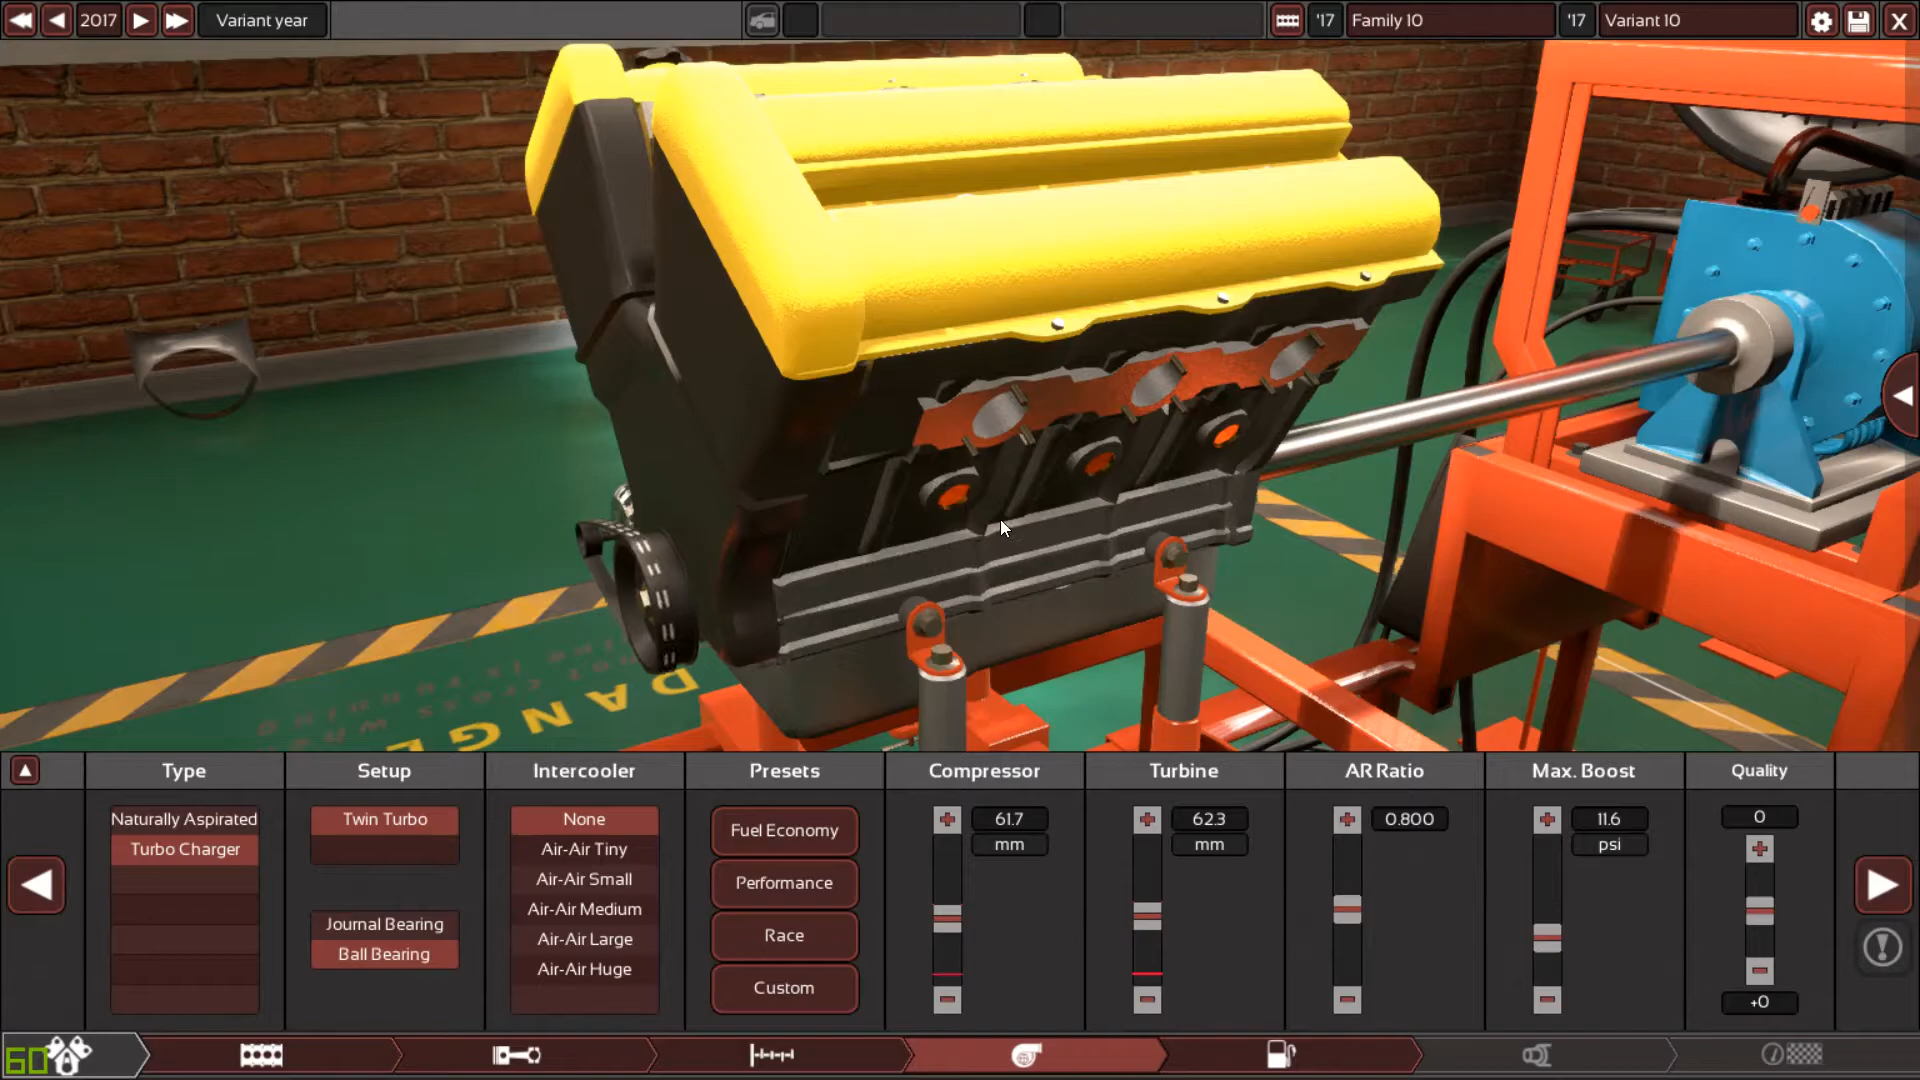 2017
Variant year
'17
Family 10
'17
Variant 10
DANGE
Type
Setup
Intercooler
Presets
Compressor
Turbine
AR Ratio
Max. Boost
Quality
Naturally Aspirated
Turbo Charger
Twin Turbo
Journal Bearing
Ball Bearing
None
Air-Air Tiny
Air-Air Small
Air-Air Medium
Air-Air Large
Air-Air Huge
Fuel Economy
Performance
Race
Custom
61.7
mm
62.3
mm
0.800
11.6
psi
0
+0
60